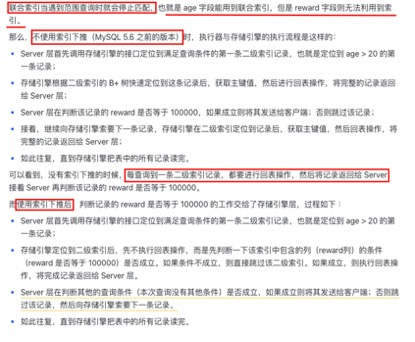 联合索引当遇到范围查询时就会停止匹配，也就是 age 字段能用到联合索引，但是 reward 字段则无法利用到索
引。
那么，不使用索引下推（MySQL 5.6 之前的版本）时，执行器与存储引擎的执行流程是这样的：
Server 层首先调用存储引擎的接口定位到满足查询条件的第一条二级索引记录，也就是定位到 age > 20 的第
一条记录；
存储引擎根据二级索引的 B+ 树快速定位到这条记录后，获取主键值，然后进行回表操作，将完整的记录返回给
Server 层；
Server 层在判断该记录的 reward 是否等于 100000，如果成立则将其发送给客户端；否则跳过该记录；
接着，继续向存储引擎索要下一条记录，存储引擎在二级索引定位到记录后，获取主键值，然后回表操作，将
完整的记录返回给 Server 层；
如此往复，直到存储引擎把表中的所有记录读完。
可以看到，没有索引下推的时候，每查询到一条二级索引记录，都要进行回表操作，然后将记录返回给 Server
接着 Server 再判断该记录的 reward 是否等于 100000。
而使用索引下推后，判断记录的 reward 是否等于 100000 的工作交给了存储引擎层，过程如下：
Server 层首先调用存储引擎的接口定位到满足查询条件的第一条二级索引记录，也就是定位到 age > 20 的第
一条记录；
存储引擎定位到二级索引后，先不执行回表操作，而是先判断一下该索引中包含的列（reward列）的条件
（reward 是否等于 100000）是否成立。如果条件不成立，则直接跳过该二级索引。如果成立，则执行回表操
作，将完成记录返回给 Server 层。
Server 层在判断其他的查询条件（本次查询没有其他条件）是否成立，如果成立则将其发送给客户端；否则跳
过该记录，然后向存储引擎索要下一条记录。
如此往复，直到存储引擎把表中的所有记录读完。